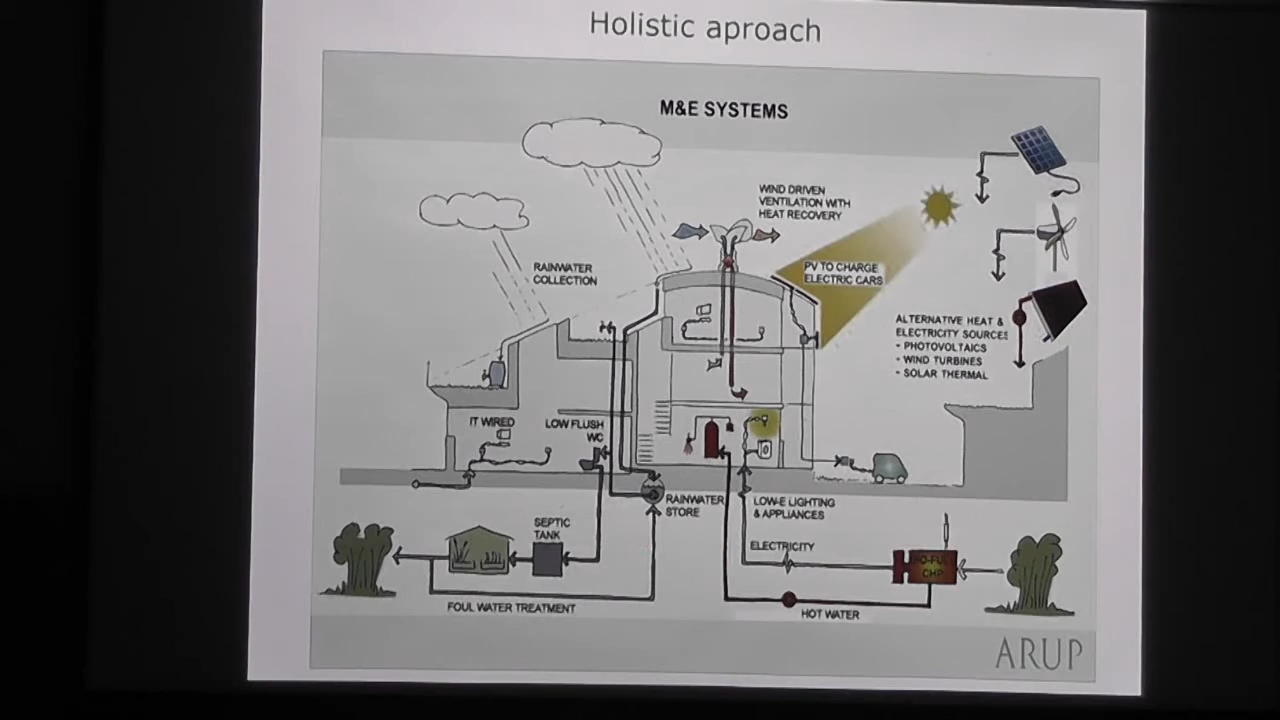 Holistic aproach
M&E SYSTEMS
WIND DRIVEN
VENTILATION WITH
HEAT RECOVERY
RAINWATER
COLLECTION
PV TO CHARGE
ELECTRIC CARS
ALTERNATIVE HEAT &
ELECTRICITY SOURCES
- PHOTOVOLTAICS
- WIND TURBINES
- SOLAR THERMAL
IT WIRED
LOW FLUSH
WC
RAINWATER
STORE
LOW-E LIGHTING
& APPLIANCES
SEPTIC
TANK
ELECTRICITY
BIO-FUEL
CHP
FOUL WATER TREATMENT
HOT WATER
ARUP